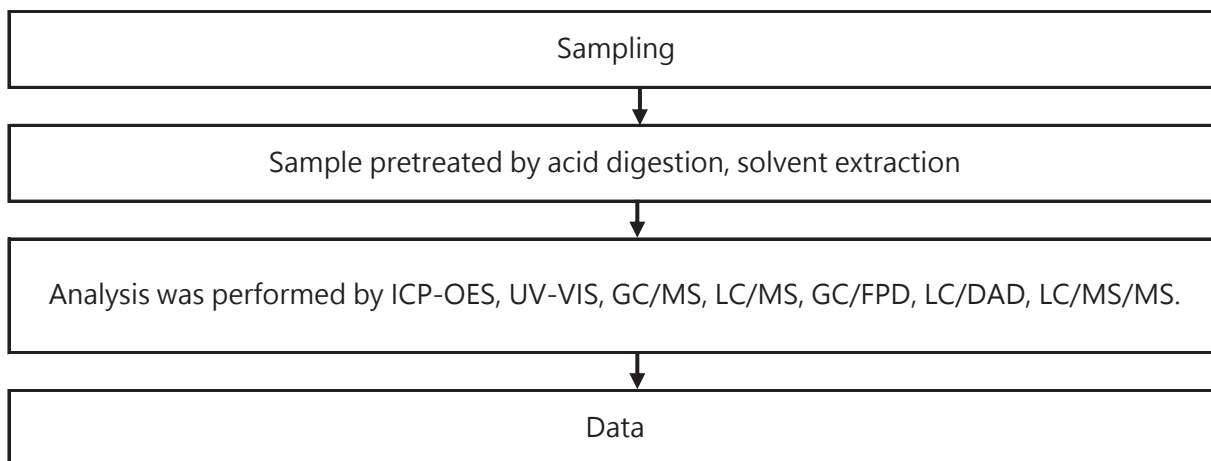 Sampling
Sample pretreated by acid digestion, solvent extraction
Analysis was performed by ICP-OES, UV-VIS, GC/MS, LC/MS, GC/FPD, LC/DAD, LC/MS/MS.
Data